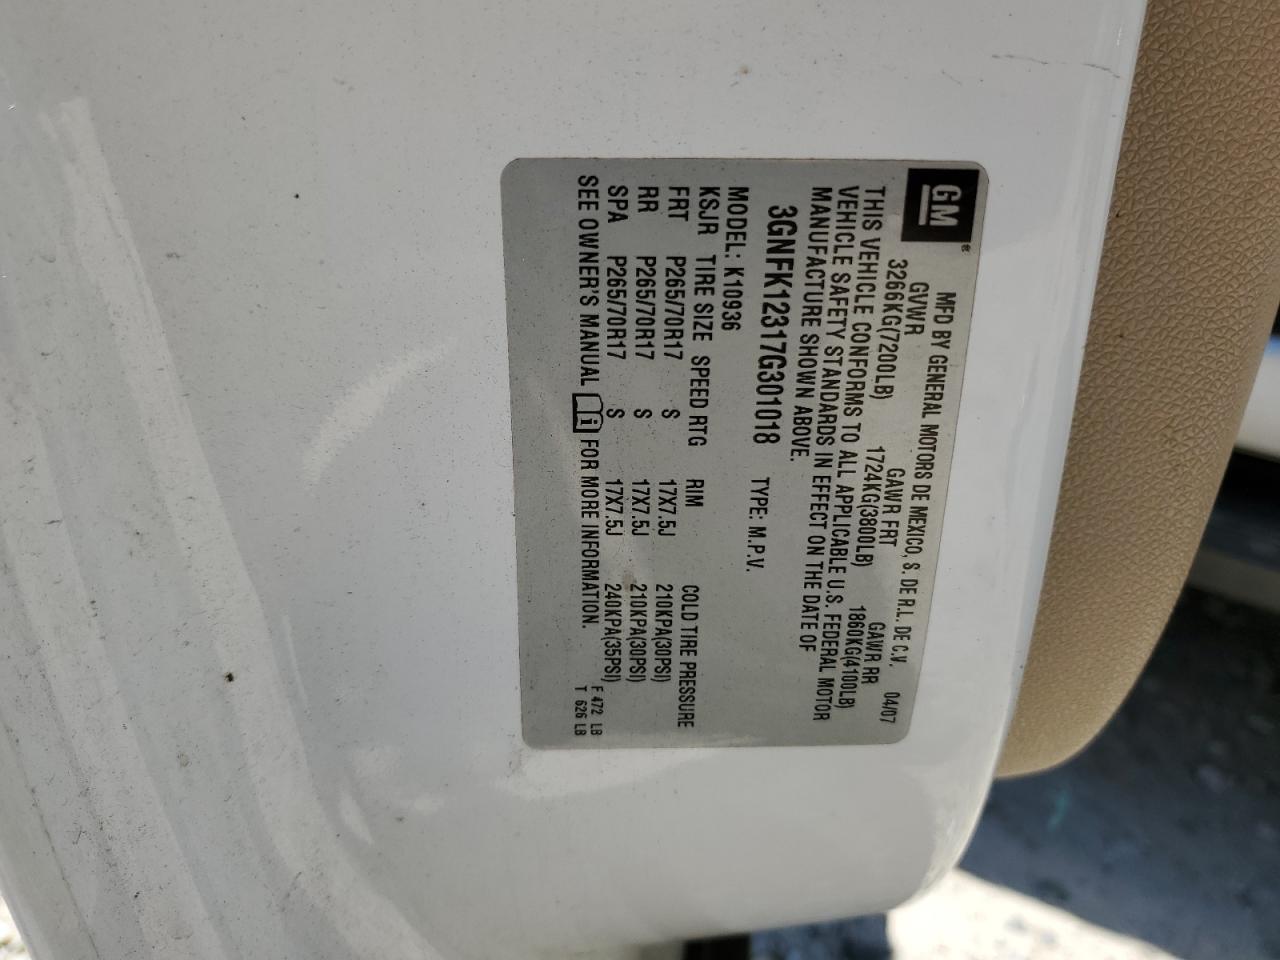 GM®
MFD BY GENERAL MOTORS DE MEXICO, S. DE R.L. DE C.V. 04/07
GVWR GAWR FRT GAWR RR
3266KG(7200LB) 1724KG(3800LB) 1860KG(4100LB)
THIS VEHICLE CONFORMS TO ALL APPLICABLE U.S. FEDERAL MOTOR
VEHICLE SAFETY STANDARDS IN EFFECT ON THE DATE OF
MANUFACTURE SHOWN ABOVE.
3GNFK12317G301018 TYPE: M.P.V.
MODEL: K10936
KSJR TIRE SIZE SPEED RTG RIM COLD TIRE PRESSURE
FRT P265/70R17 S 17X7.5J 210KPA(30PSI)
RR P265/70R17 S 17X7.5J 210KPA(30PSI)
SPA P265/70R17 S 17X7.5J 240KPA(35PSI)
SEE OWNER'S MANUAL i FOR MORE INFORMATION.
F 472 LB
T 626 LB